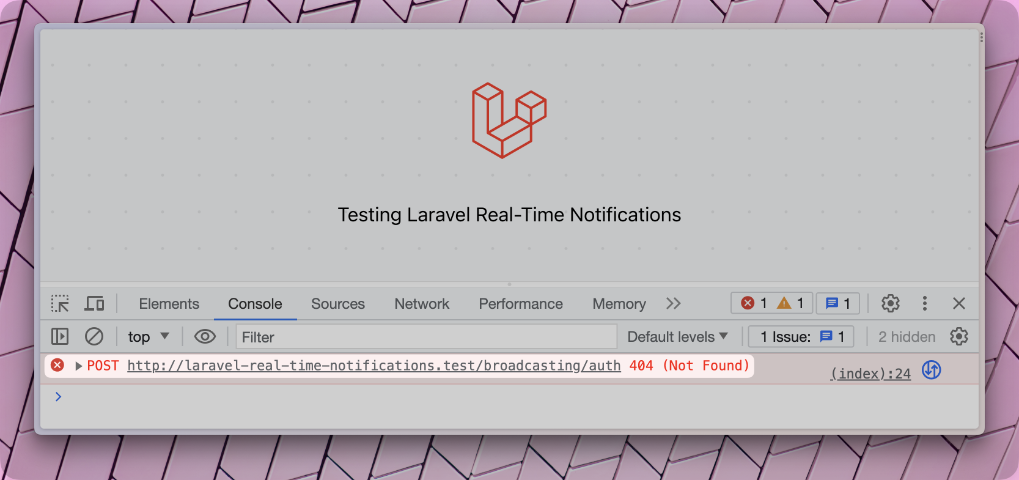 Testing Laravel Real-Time Notifications
Elements Console Sources Network Performance Memory 1 1 1
top Filter Default levels 1 Issue: 1 2 hidden
POST http://laravel-real-time-notifications.test/broadcasting/auth 404 (Not Found) (index):24